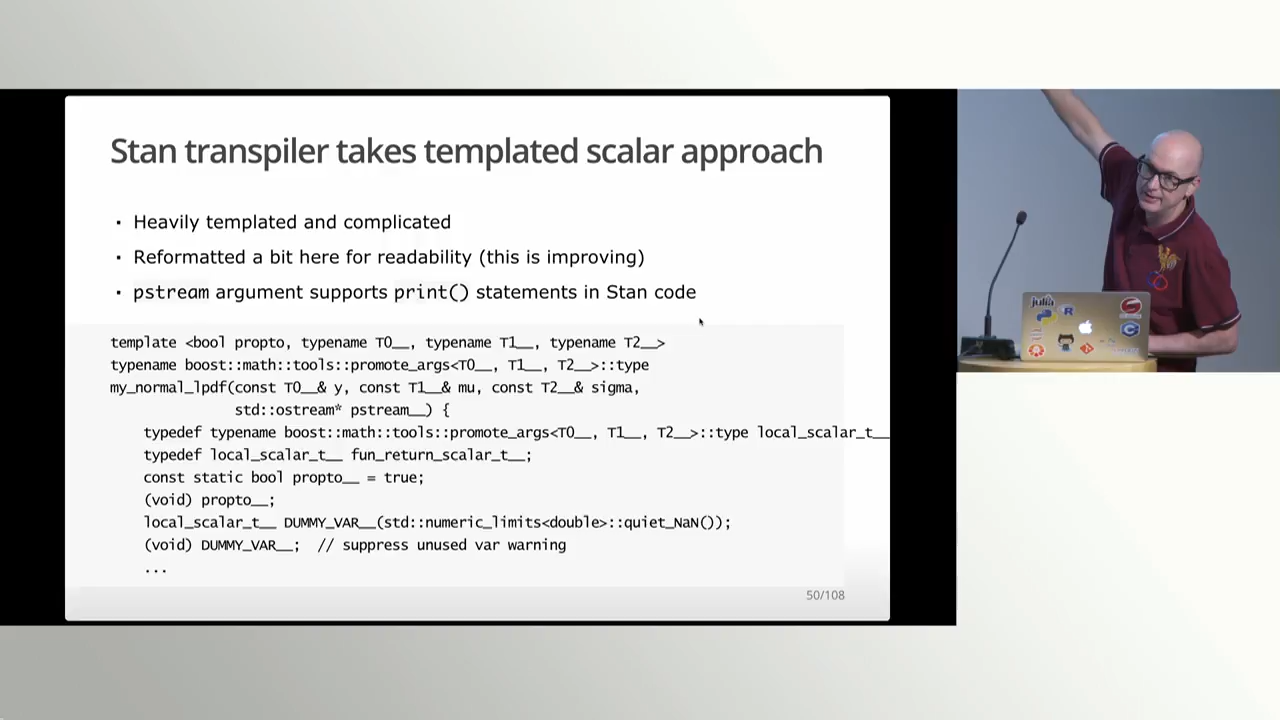 Stan transpiler takes templated scalar approach
· Heavily templated and complicated
· Reformatted a bit here for readability (this is improving)
· pstream argument supports print() statements in Stan code
template <bool propto, typename T0__, typename T1__, typename T2__>
typename boost::math::tools::promote_args<T0__, T1__, T2__>::type
my_normal_lpdf(const T0__& y, const T1__& mu, const T2__& sigma,
std::ostream* pstream__) {
typedef typename boost::math::tools::promote_args<T0__, T1__, T2__>::type local_scalar_t__
typedef local_scalar_t__ fun_return_scalar_t__;
const static bool propto__ = true;
(void) propto__;
local_scalar_t__ DUMMY_VAR__(std::numeric_limits<double>::quiet_NaN());
(void) DUMMY_VAR__; // suppress unused var warning
...
50/108
julia
R
C